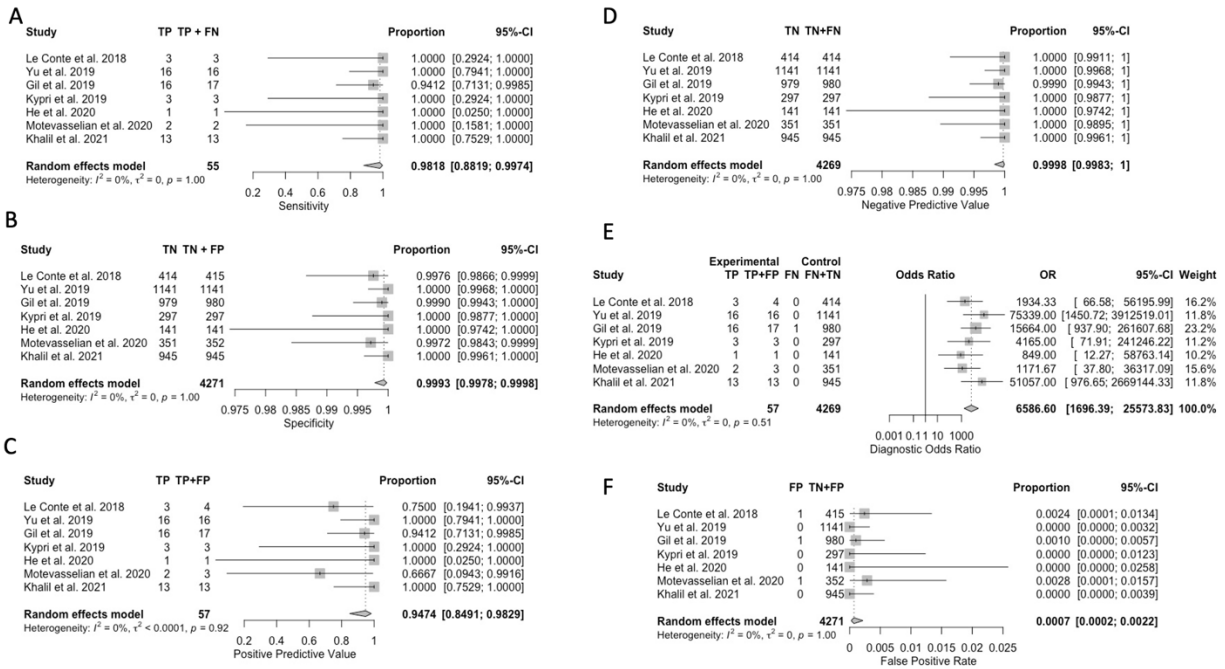 A
Study TP TP + FN Proportion 95%-CI
Le Conte et al. 2018 3 3 1.0000 [0.2924; 1.0000]
Yu et al. 2019 16 16 1.0000 [0.7941; 1.0000]
Gil et al. 2019 16 17 0.9412 [0.7131; 0.9985]
Kypri et al. 2019 3 3 1.0000 [0.2924; 1.0000]
He et al. 2020 1 1 1.0000 [0.0250; 1.0000]
Motevasselian et al. 2020 2 2 1.0000 [0.1581; 1.0000]
Khalil et al. 2021 13 13 1.0000 [0.7529; 1.0000]
Random effects model 55 0.9818 [0.8819; 0.9974]
Heterogeneity: I² = 0%, τ² = 0, p = 1.00
0.2 0.4 0.6 0.8 1
Sensitivity
B
Study TN TN + FP Proportion 95%-CI
Le Conte et al. 2018 414 415 0.9976 [0.9866; 0.9999]
Yu et al. 2019 1141 1141 1.0000 [0.9968; 1.0000]
Gil et al. 2019 979 980 0.9990 [0.9943; 1.0000]
Kypri et al. 2019 297 297 1.0000 [0.9877; 1.0000]
He et al. 2020 141 141 1.0000 [0.9742; 1.0000]
Motevasselian et al. 2020 351 352 0.9972 [0.9843; 0.9999]
Khalil et al. 2021 945 945 1.0000 [0.9961; 1.0000]
Random effects model 4271 0.9993 [0.9978; 0.9998]
Heterogeneity: I² = 0%, τ² = 0, p = 1.00
0.975 0.98 0.985 0.99 0.995 1
Specificity
C
Study TP TP+FP Proportion 95%-CI
Le Conte et al. 2018 3 4 0.7500 [0.1941; 0.9937]
Yu et al. 2019 16 16 1.0000 [0.7941; 1.0000]
Gil et al. 2019 16 17 0.9412 [0.7131; 0.9985]
Kypri et al. 2019 3 3 1.0000 [0.2924; 1.0000]
He et al. 2020 1 1 1.0000 [0.0250; 1.0000]
Motevasselian et al. 2020 2 3 0.6667 [0.0943; 0.9916]
Khalil et al. 2021 13 13 1.0000 [0.7529; 1.0000]
Random effects model 57 0.9474 [0.8491; 0.9829]
Heterogeneity: I² = 0%, τ² < 0.0001, p = 0.92
0.2 0.4 0.6 0.8 1
Positive Predictive Value
D
Study TN TN+FN Proportion 95%-CI
Le Conte et al. 2018 414 414 1.0000 [0.9911; 1]
Yu et al. 2019 1141 1141 1.0000 [0.9968; 1]
Gil et al. 2019 979 980 0.9990 [0.9943; 1]
Kypri et al. 2019 297 297 1.0000 [0.9877; 1]
He et al. 2020 141 141 1.0000 [0.9742; 1]
Motevasselian et al. 2020 351 351 1.0000 [0.9895; 1]
Khalil et al. 2021 945 945 1.0000 [0.9961; 1]
Random effects model 4269 0.9998 [0.9983; 1]
Heterogeneity: I² = 0%, τ² = 0, p = 1.00
0.975 0.98 0.985 0.99 0.995 1
Negative Predictive Value
E
Experimental Control
Study TP TP+FP FN FN+TN Odds Ratio OR 95%-CI Weight
Le Conte et al. 2018 3 4 0 414 1934.33 [ 66.58; 56195.99] 16.2%
Yu et al. 2019 16 16 0 1141 75339.00 [1450.72; 3912519.01] 11.8%
Gil et al. 2019 16 17 1 980 15664.00 [ 937.90; 261607.68] 23.2%
Kypri et al. 2019 3 3 0 297 4165.00 [ 71.91; 241246.22] 11.2%
He et al. 2020 1 1 0 141 849.00 [ 12.27; 58763.14] 10.2%
Motevasselian et al. 2020 2 3 0 351 1171.67 [ 37.80; 36317.09] 15.6%
Khalil et al. 2021 13 13 0 945 51057.00 [ 976.65; 2669144.33] 11.8%
Random effects model 57 4269 6586.60 [1696.39; 25573.83] 100.0%
Heterogeneity: I² = 0%, τ² = 0, p = 0.51
0.001 0.1 1 10 1000
Diagnostic Odds Ratio
F
Study FP TN+FP Proportion 95%-CI
Le Conte et al. 2018 1 415 0.0024 [0.0001; 0.0134]
Yu et al. 2019 0 1141 0.0000 [0.0000; 0.0032]
Gil et al. 2019 1 980 0.0010 [0.0000; 0.0057]
Kypri et al. 2019 0 297 0.0000 [0.0000; 0.0123]
He et al. 2020 0 141 0.0000 [0.0000; 0.0258]
Motevasselian et al. 2020 1 352 0.0028 [0.0001; 0.0157]
Khalil et al. 2021 0 945 0.0000 [0.0000; 0.0039]
Random effects model 4271 0.0007 [0.0002; 0.0022]
Heterogeneity: I² = 0%, τ² = 0, p = 1.00
0 0.005 0.01 0.015 0.02 0.025
False Positive Rate